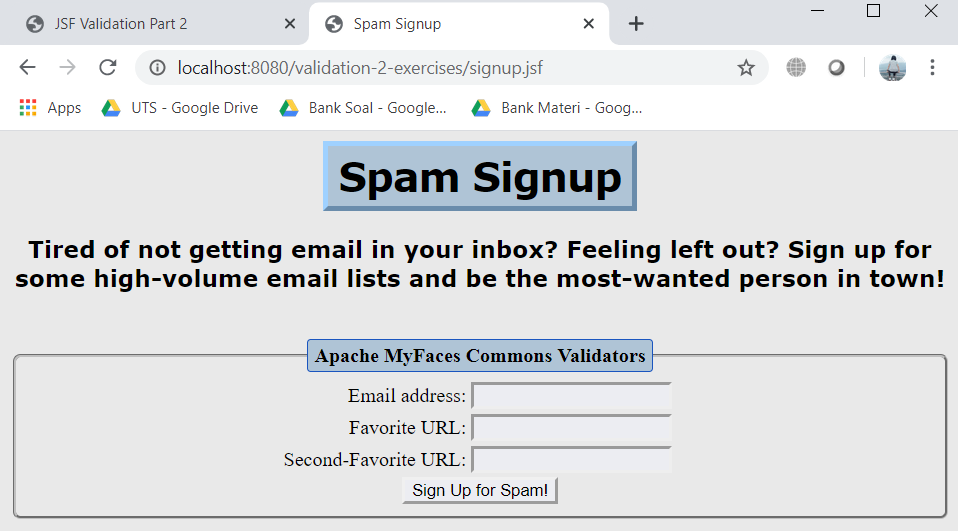 JSF Validation Part 2
Spam Signup
localhost:8080/validation-2-exercises/signup.jsf
Apps UTS - Google Drive Bank Soal - Google... Bank Materi - Goog...
Spam Signup
Tired of not getting email in your inbox? Feeling left out? Sign up for
some high-volume email lists and be the most-wanted person in town!
Apache MyFaces Commons Validators
Email address:
Favorite URL:
Second-Favorite URL:
Sign Up for Spam!